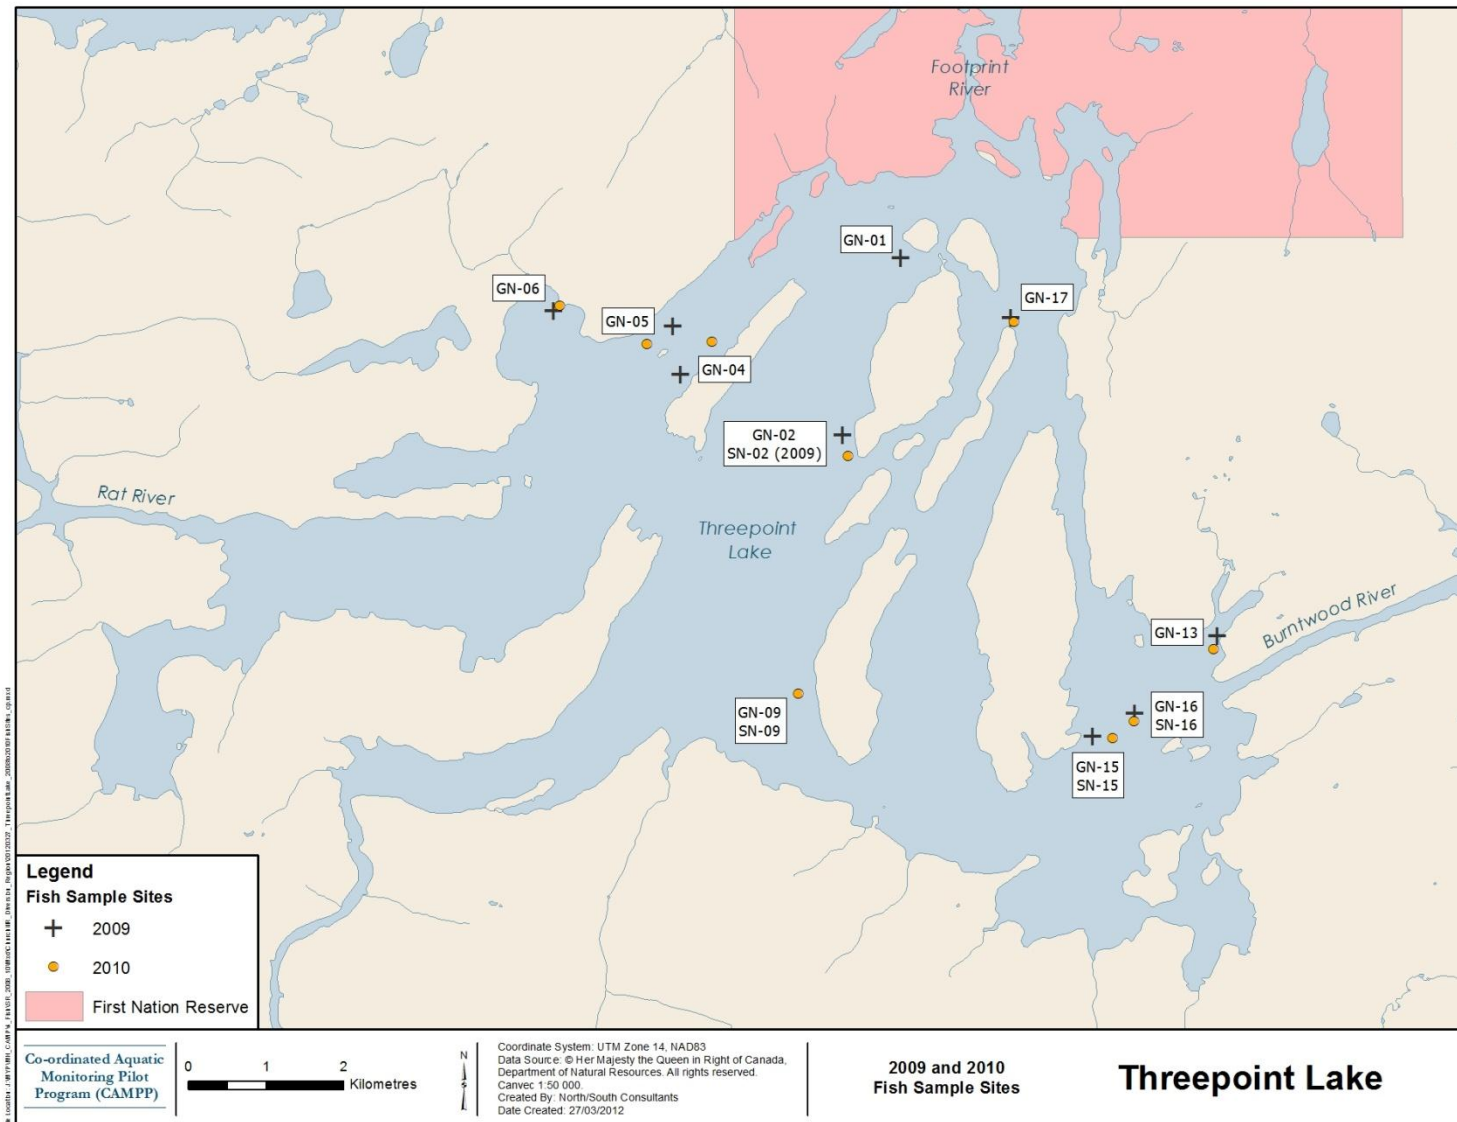 Footprint
River
GN-01
GN-06
GN-17
GN-05
GN-04
GN-02
SN-02 (2009)
Rat River
Threepoint
Lake
Burntwood River
GN-13
GN-09
SN-09
GN-16
SN-16
GN-15
SN-15
Legend
Fish Sample Sites
2009
2010
First Nation Reserve
Co-ordinated Aquatic
Monitoring Pilot
Program (CAMPP)
0 1 2
Kilometres
N
S
Coordinate System: UTM Zone 14, NAD83
Data Source: © Her Majesty the Queen in Right of Canada,
Department of Natural Resources. All rights reserved.
Canvec 1:50 000.
Created By: North/South Consultants
Date Created: 27/03/2012
2009 and 2010
Fish Sample Sites
Threepoint Lake